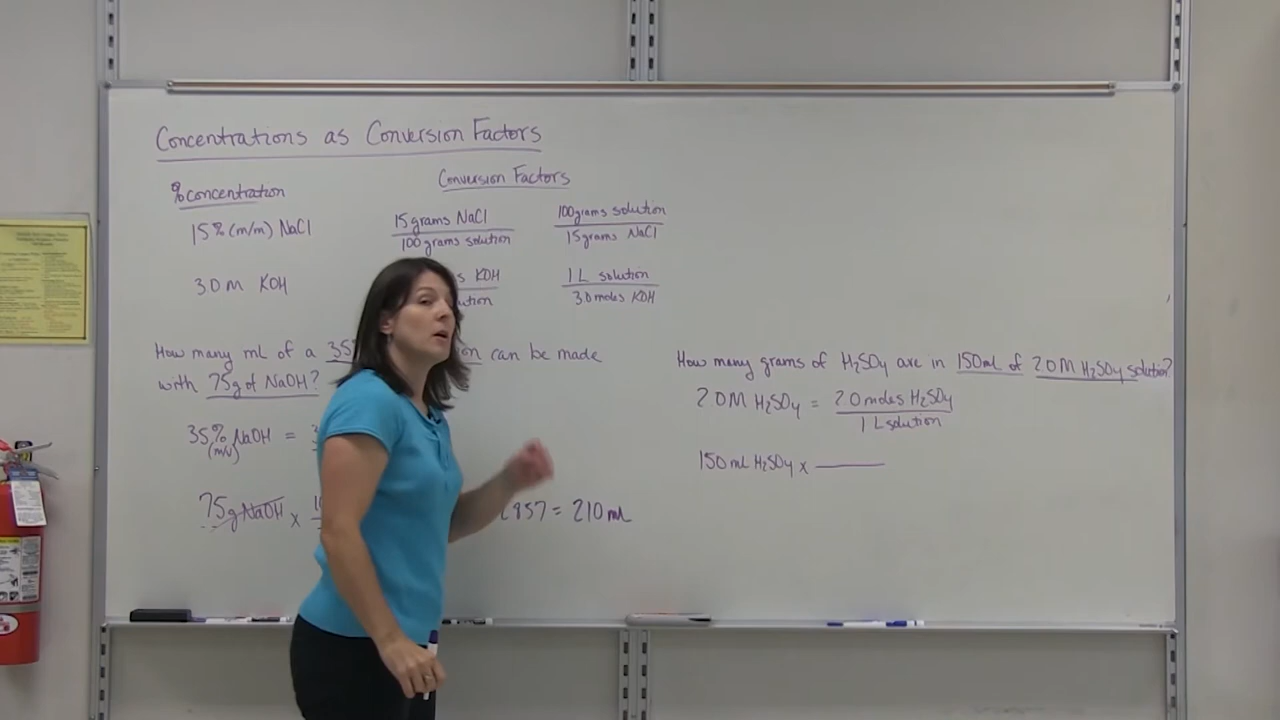 Concentrations as Conversion Factors
% concentration
Conversion Factors
15% (m/m) NaCl
15 grams NaCl
100 grams solution
100 grams solution
15 grams NaCl
3.0 M KOH
s KOH
1 L solution
3.0 moles KOH
How many ml of a 35 can be made
with 75g of NaOH?
35% NaOH =
(m/v)
75g NaOH x
857 = 210 mL
How many grams of H₂SO₄ are in 150ml of 2.0 M H₂SO₄ solution?
2.0 M H₂SO₄ = 2.0 moles H₂SO₄
1 L solution
150 ml H₂SO₄ x